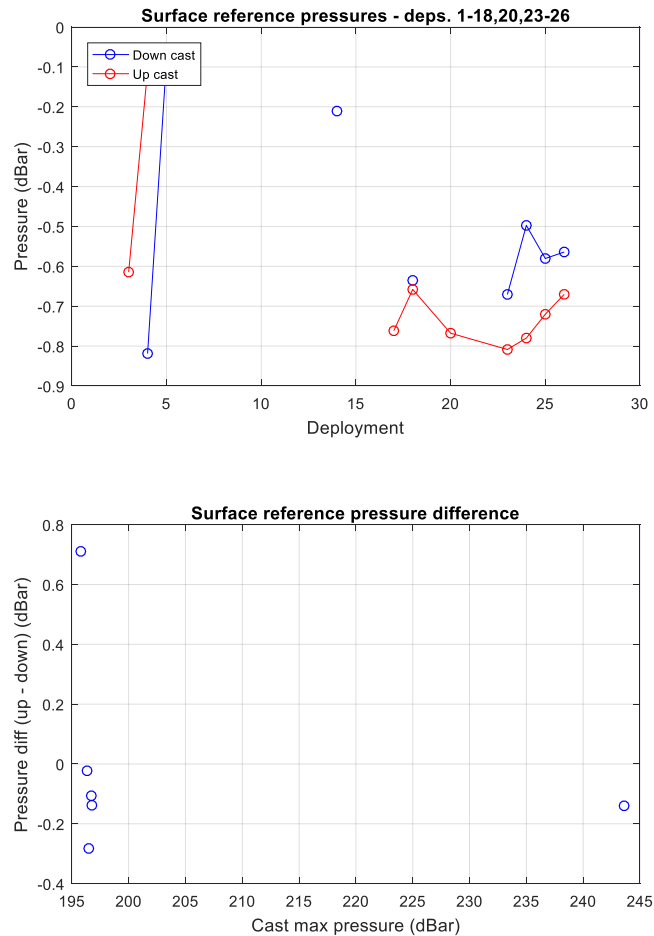 Surface reference pressures - deps. 1-18,20,23-26
0
-0.1
-0.2
-0.3
-0.4
-0.5
-0.6
-0.7
-0.8
-0.9
Pressure (dBar)
Down cast
Up cast
0 5 10 15 20 25 30
Deployment
Surface reference pressure difference
0.8
0.6
0.4
0.2
0
-0.2
-0.4
Pressure diff (up - down) (dBar)
195 200 205 210 215 220 225 230 235 240 245
Cast max pressure (dBar)